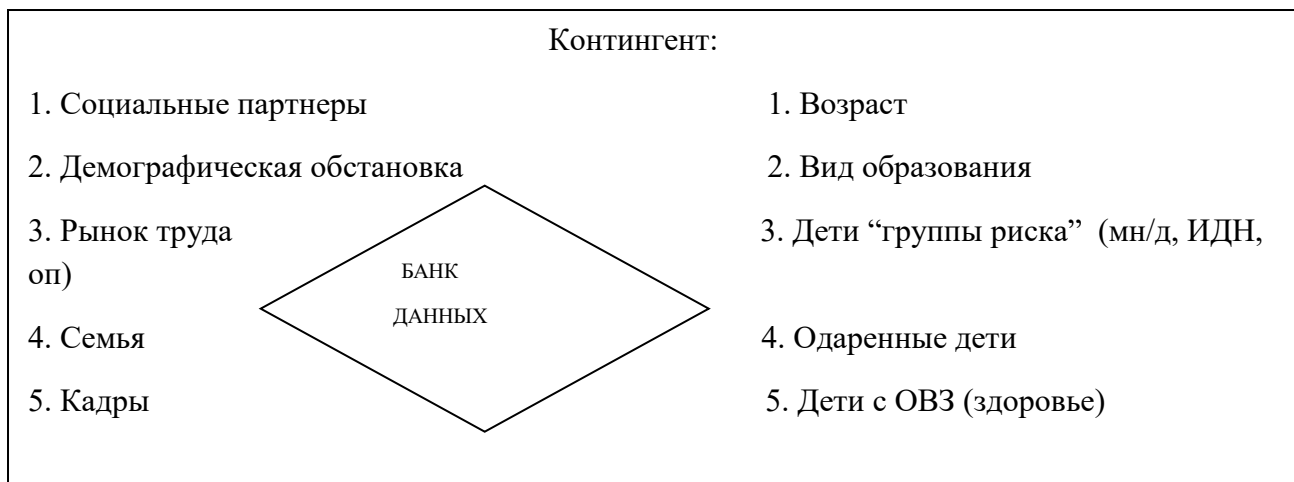 Контингент:
1. Социальные партнеры 1. Возраст
2. Демографическая обстановка 2. Вид образования
3. Рынок труда 3. Дети “группы риска” (мн/д, ИДН,
оп)
БАНК
ДАННЫХ
4. Семья 4. Одаренные дети
5. Кадры 5. Дети с ОВЗ (здоровье)